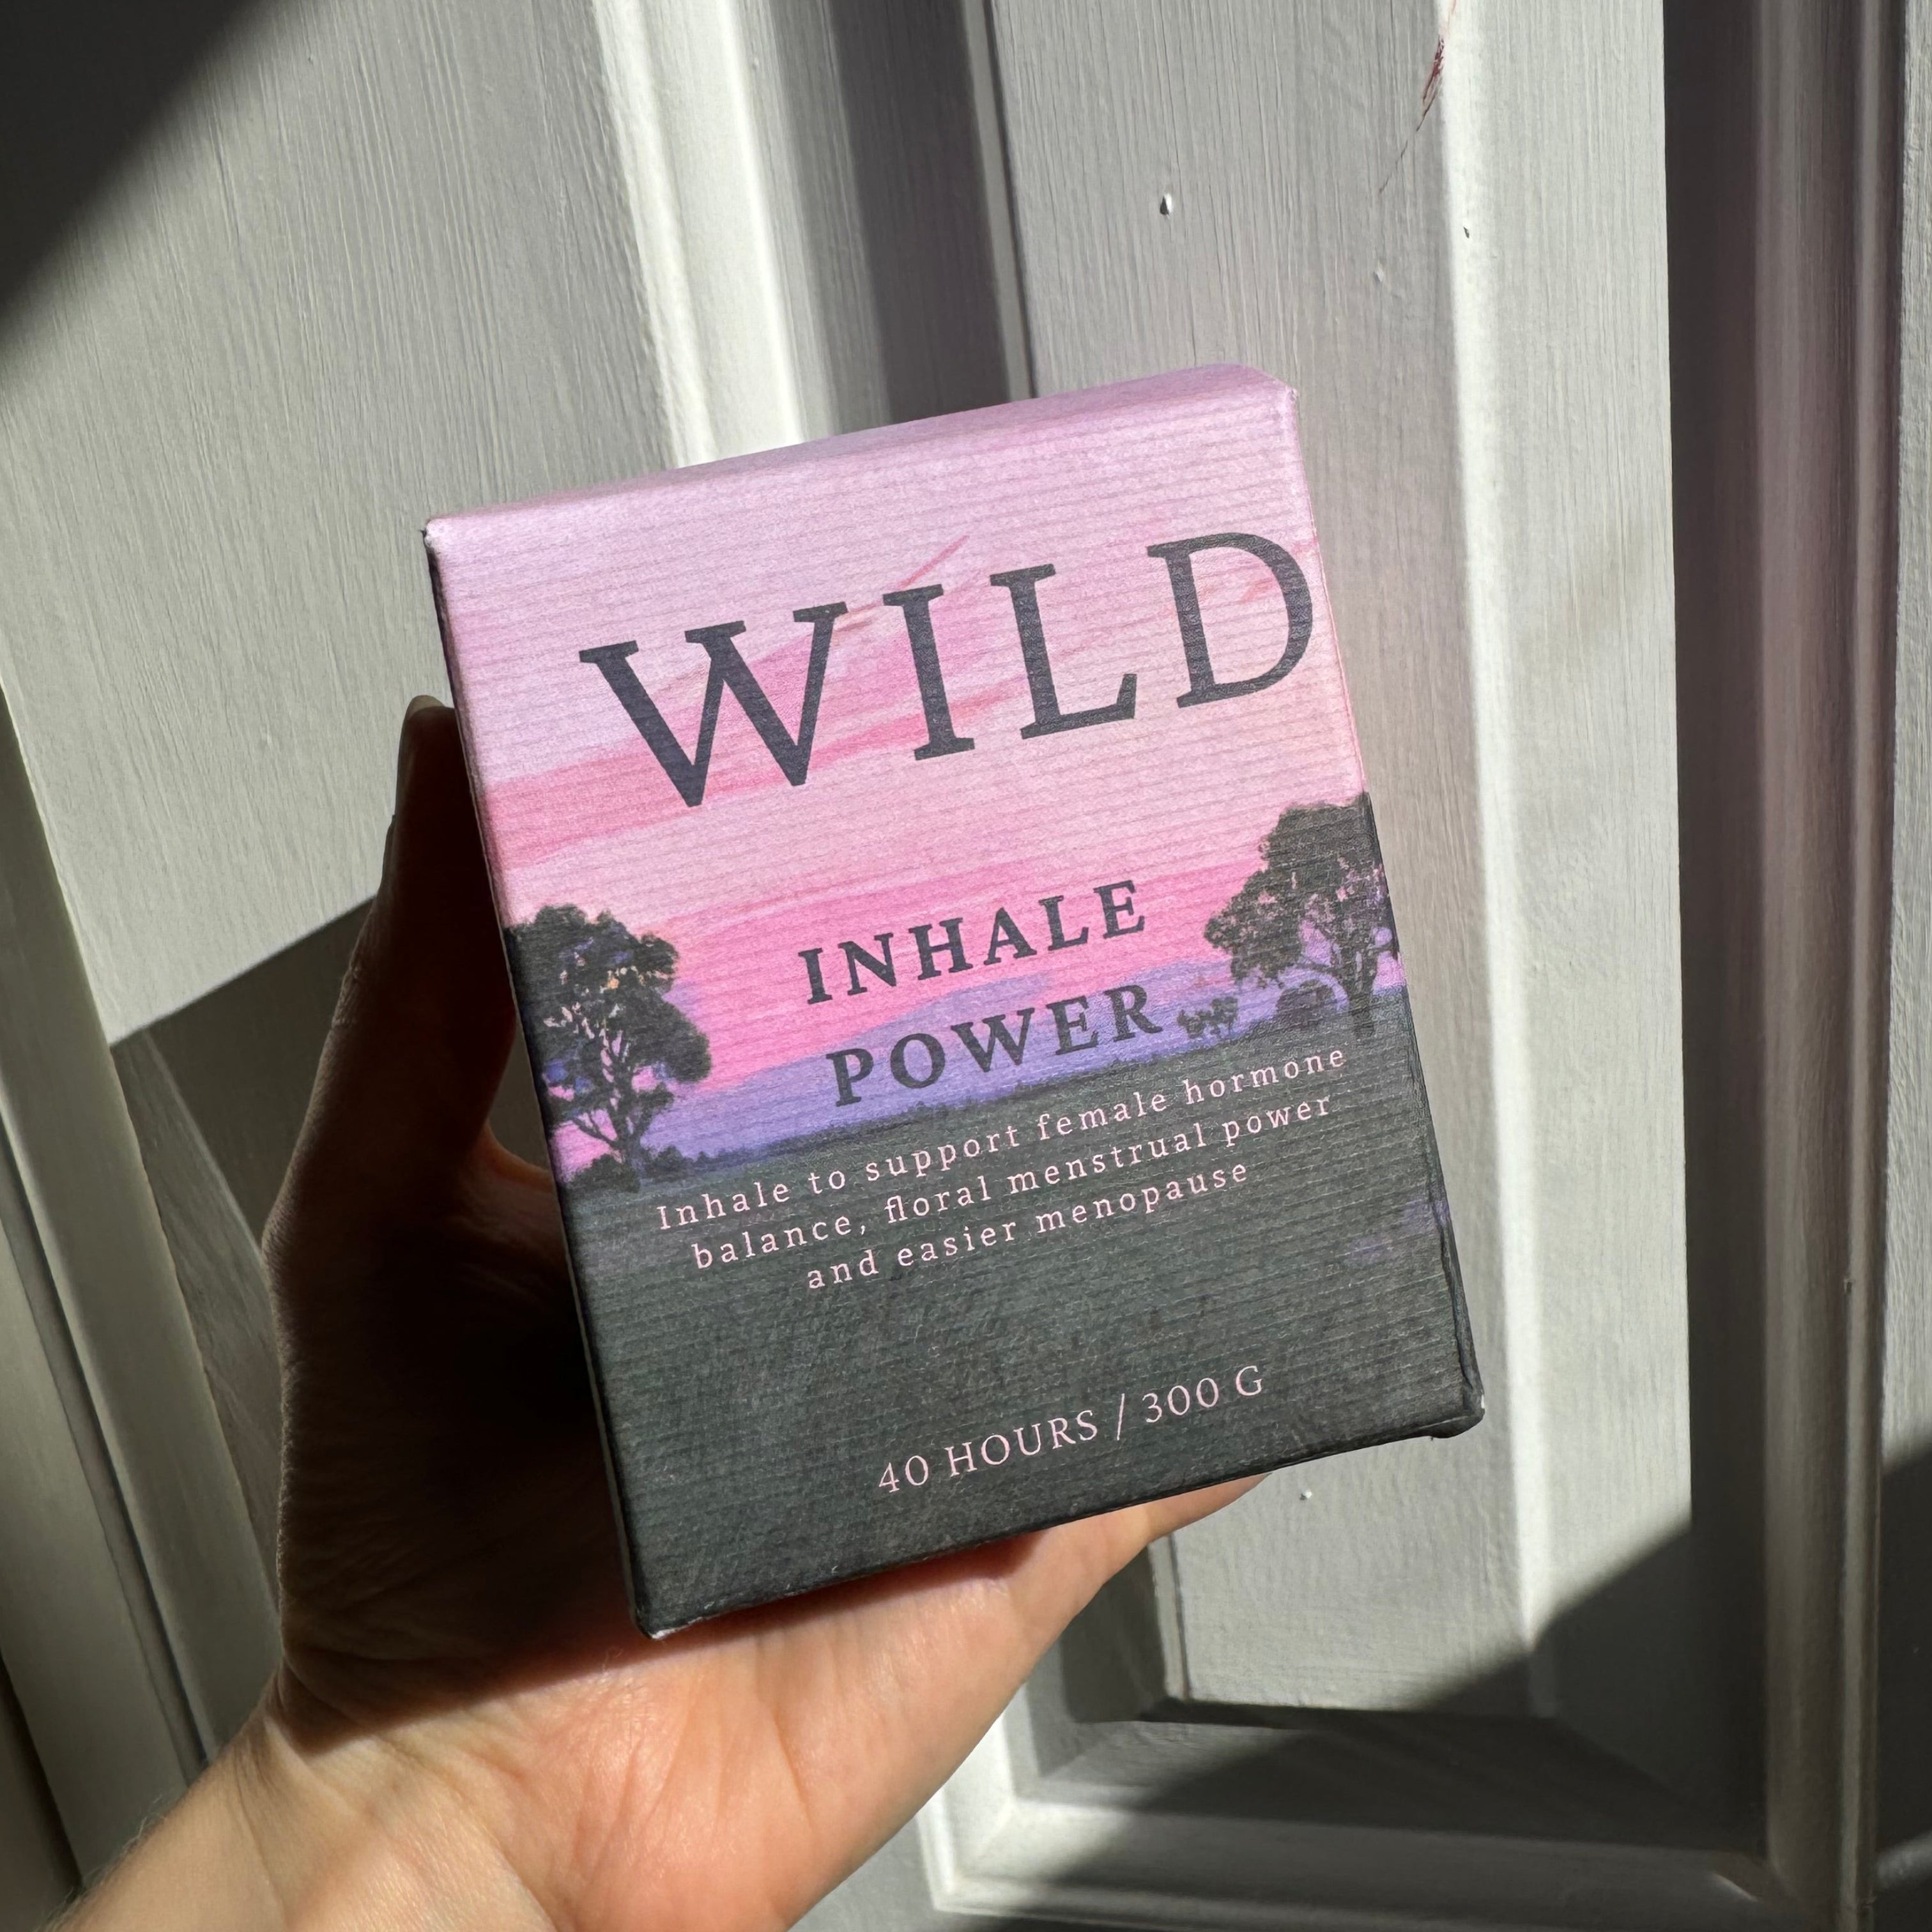 WILD
INHALE
POWER
Inhale to support female hormone
balance, floral menstrual power
and easier menopause
40 HOURS / 300 G